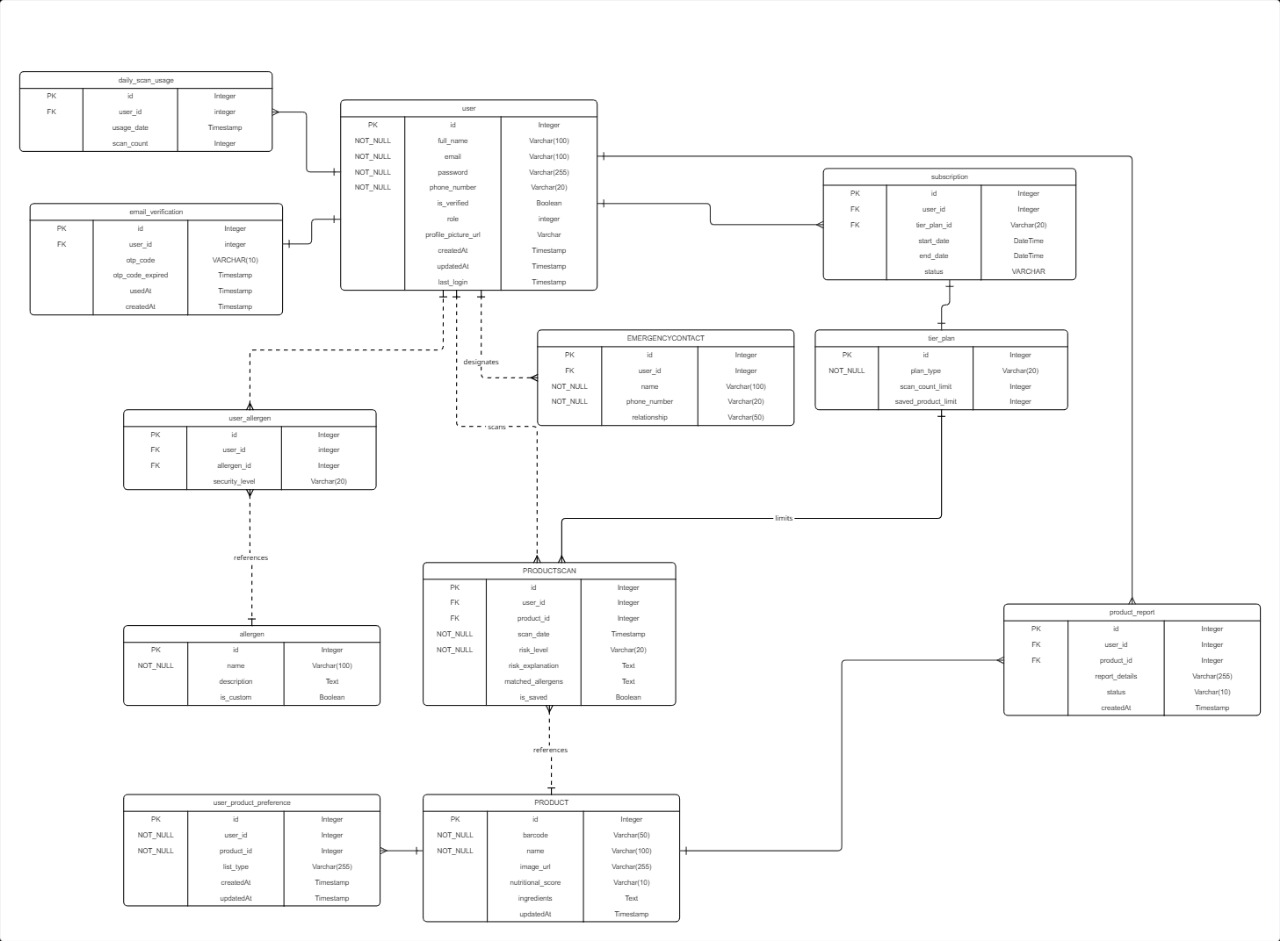 daily_scan_usage
PK id Integer
FK user_id integer
usage_date Timestamp
scan_count Integer
user
PK id Integer
NOT_NULL full_name Varchar(100)
NOT_NULL email Varchar(100)
NOT_NULL password Varchar(255)
NOT_NULL phone_number Varchar(20)
is_verified Boolean
role integer
profile_picture_url Varchar
createdAt Timestamp
updatedAt Timestamp
last_login Timestamp
subscription
PK id Integer
FK user_id Integer
FK tier_plan_id Varchar(20)
start_date DateTime
end_date DateTime
status VARCHAR
email_verification
PK id Integer
FK user_id integer
otp_code VARCHAR(10)
otp_code_expired Timestamp
usedAt Timestamp
createdAt Timestamp
designates
EMERGENCYCONTACT
PK id Integer
FK user_id Integer
NOT_NULL name Varchar(100)
NOT_NULL phone_number Varchar(20)
relationship Varchar(50)
tier_plan
PK id Integer
NOT_NULL plan_type Varchar(20)
scan_count_limit Integer
saved_product_limit Integer
user_allergen
PK id Integer
FK user_id integer
FK allergen_id Integer
security_level Varchar(20)
scans
limits
references
PRODUCTSCAN
PK id Integer
FK user_id Integer
FK product_id Integer
NOT_NULL scan_date Timestamp
NOT_NULL risk_level Varchar(20)
risk_explanation Text
matched_allergens Text
is_saved Boolean
allergen
PK id Integer
NOT_NULL name Varchar(100)
description Text
is_custom Boolean
product_report
PK id Integer
FK user_id Integer
FK product_id Integer
report_details Varchar(255)
status Varchar(10)
createdAt Timestamp
references
user_product_preference
PK id Integer
NOT_NULL user_id Integer
NOT_NULL product_id Integer
list_type Varchar(255)
createdAt Timestamp
updatedAt Timestamp
PRODUCT
PK id Integer
NOT_NULL barcode Varchar(50)
NOT_NULL name Varchar(100)
image_url Varchar(255)
nutritional_score Varchar(10)
ingredients Text
updatedAt Timestamp